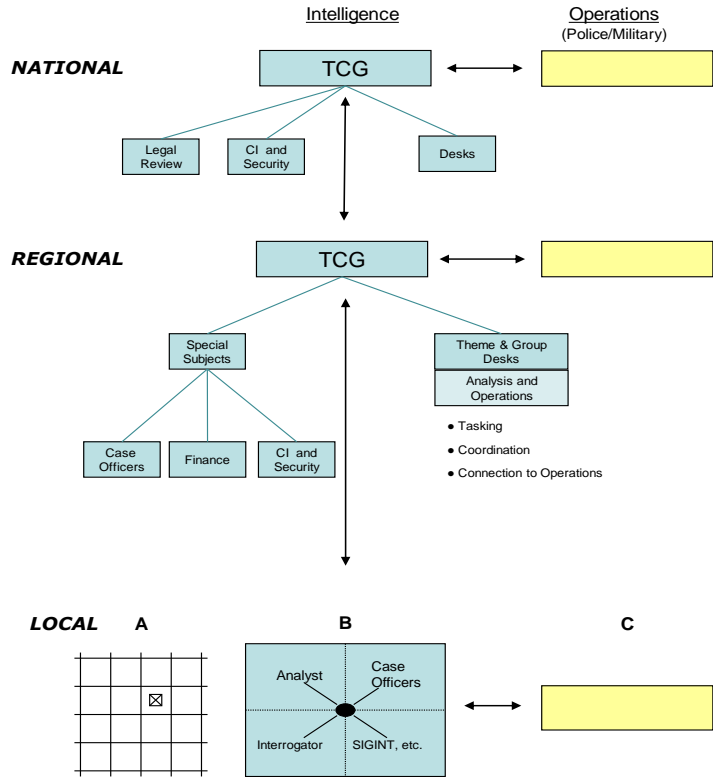 Intelligence
Operations
(Police/Military)
NATIONAL
TCG
Legal
Review
CI and
Security
Desks
REGIONAL
TCG
Special
Subjects
Theme & Group
Desks
Analysis and
Operations
● Tasking
● Coordination
● Connection to Operations
Case
Officers
Finance
CI and
Security
LOCAL
A
B
C
Analyst
Case
Officers
Interrogator
SIGINT, etc.